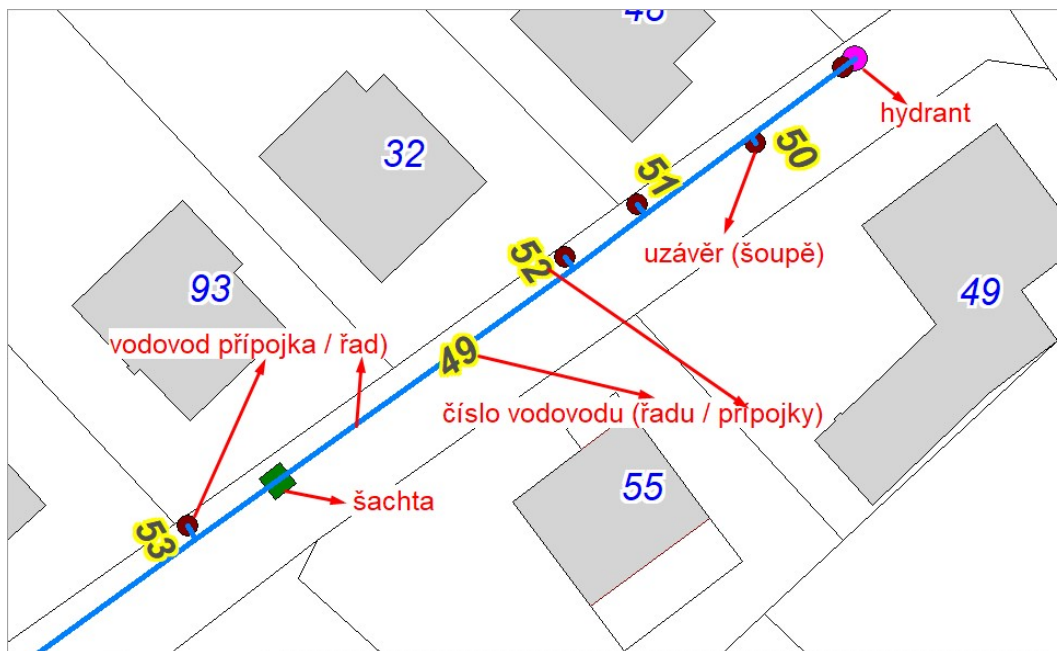 48
32
hydrant
50
51
uzávěr (šoupě)
52
93
49
vodovod přípojka / řad)
49
číslo vodovodu (řadu / přípojky)
55
šachta
53